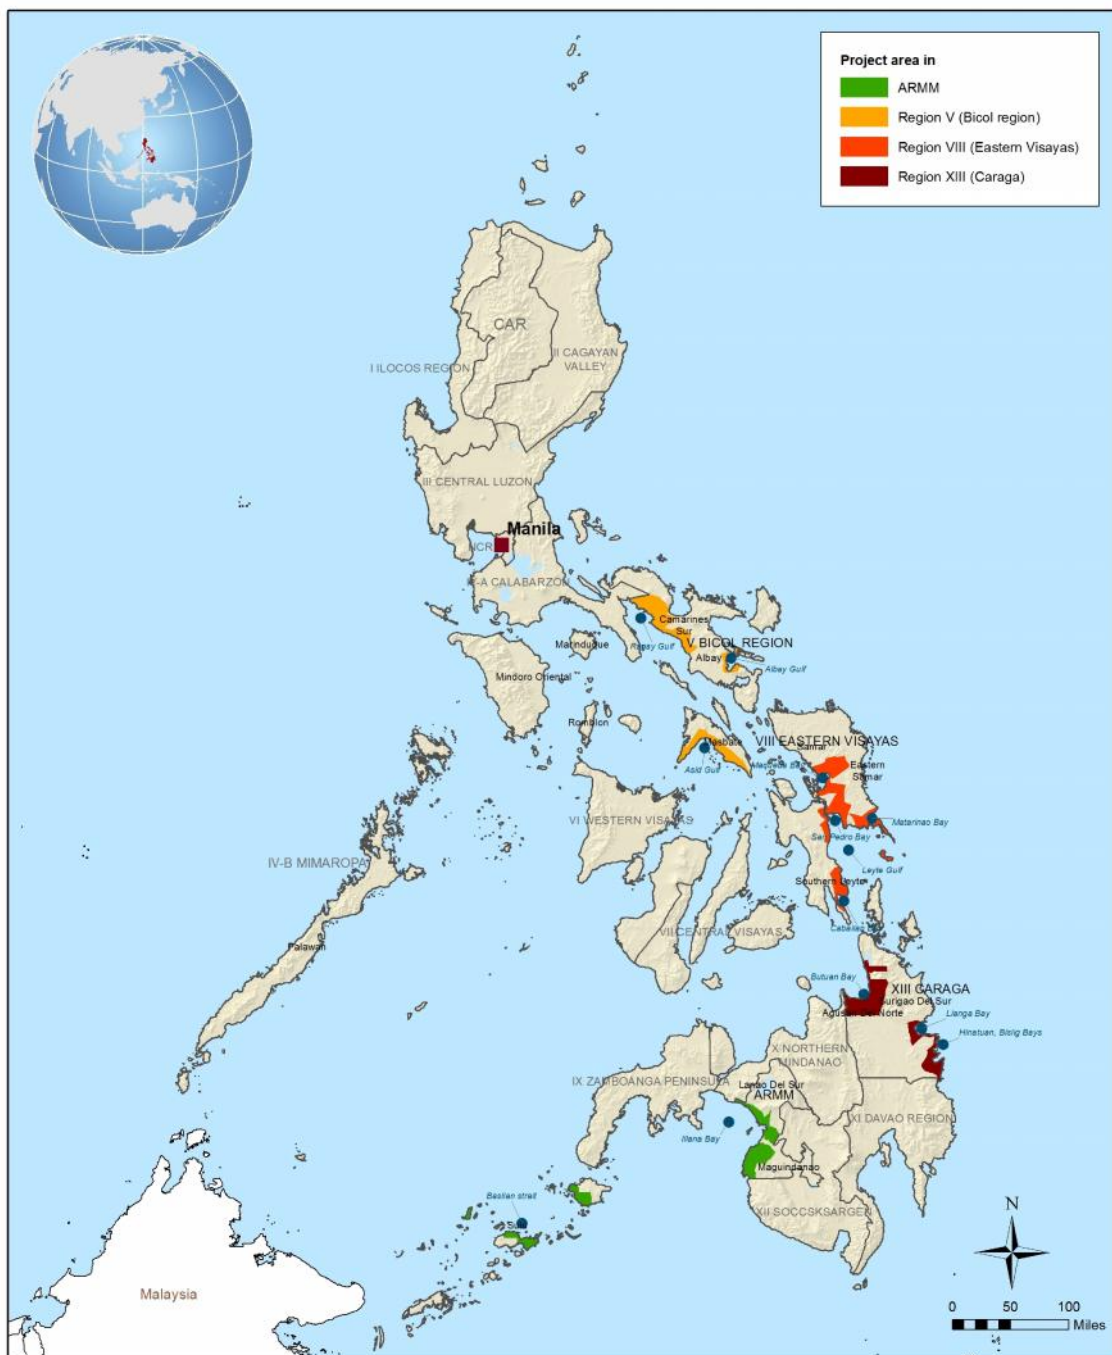 Project area in
ARMM
Region V (Bicol region)
Region VIII (Eastern Visayas)
Region XIII (Caraga)
CAR
II CAGAYAN
VALLEY
I ILOCOS REGION
III CENTRAL LUZON
Manila
NCR
IV-A CALABARZON
Camarines
Sur
Ragay Gulf
Marinduque
V BICOL REGION
Albay
Albay Gulf
Mindoro Oriental
Romblon
Masbate
Asid Gulf
VIII EASTERN VISAYAS
Samar
Maqueda Bay
Eastern
Samar
VI WESTERN VISAYAS
Matarinao Bay
San Pedro Bay
IV-B MIMAROPA
Leyte Gulf
Southern Leyte
VII CENTRAL VISAYAS
Palawan
Butuan Bay
XIII CARAGA
Surigao Del Sur
Agusan Del Norte
Lianga Bay
Hinatuan, Bislig Bays
X NORTHERN
MINDANAO
IX ZAMBOANGA PENINSULA
Lanao Del Sur
ARMM
XI DAVAO REGION
Illana Bay
Maguindanao
Basilan strait
Sulu
XII SOCCSKSARGEN
N
Malaysia
0 50 100
Miles